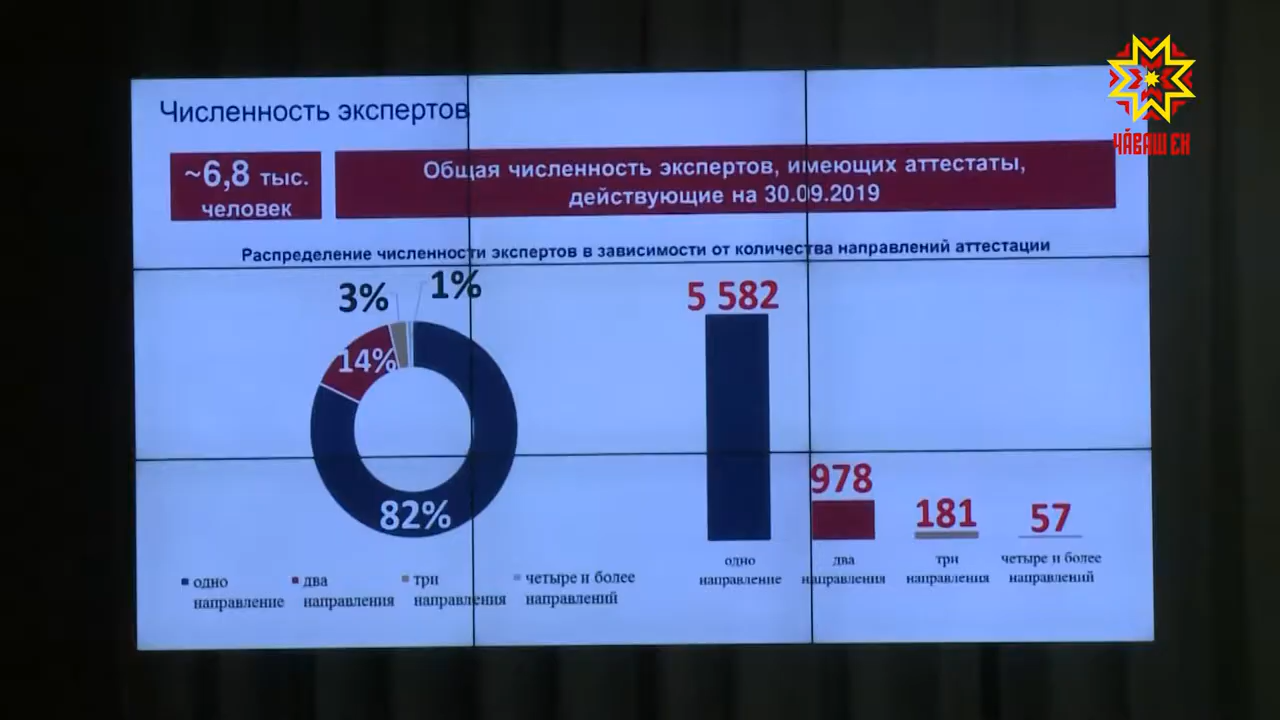 ЧӐВАШ ЕН
Численность экспертов
~6,8 тыс.
человек
Общая численность экспертов, имеющих аттестаты,
действующие на 30.09.2019
Распределение численности экспертов в зависимости от количества направлений аттестации
3%
1%
14%
82%
одно
направление
два
направления
три
направления
четыре и более
направлений
5 582
978
181
57
одно
направление
два
направления
три
направления
четыре и более
направлений